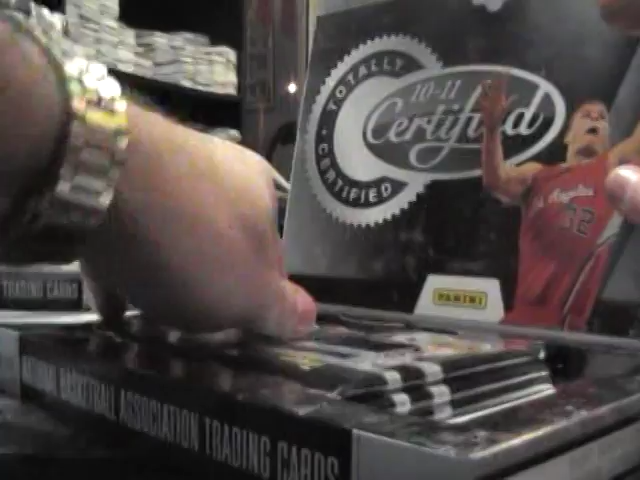 TOTALLY
CERTIFIED
10-11
Certified
Los Angeles
32
PANINI
TRADING CARDS
NATIONAL BASKETBALL ASSOCIATION TRADING CARDS